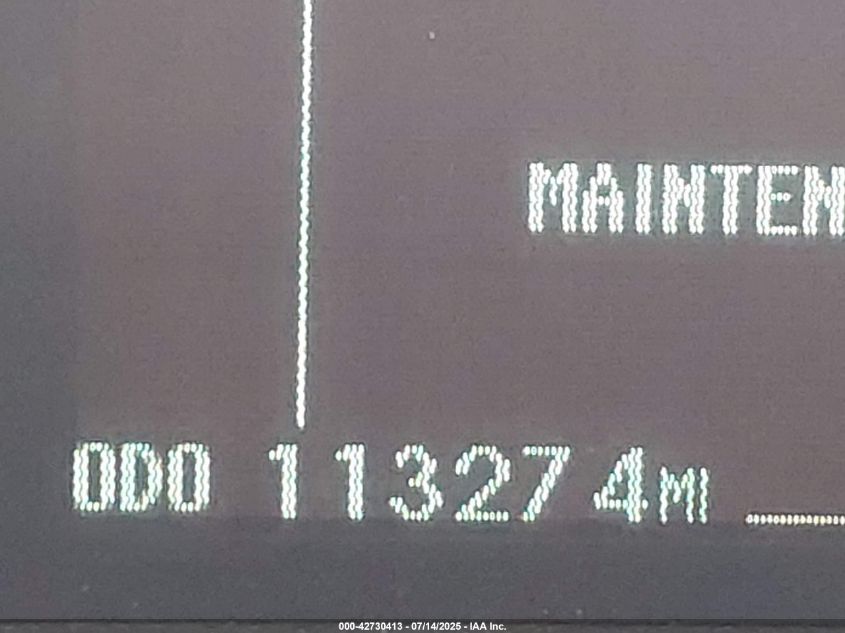 MAINTEN
ODO 113274MI
000-42730413 - 07/14/2025 - IAA Inc.